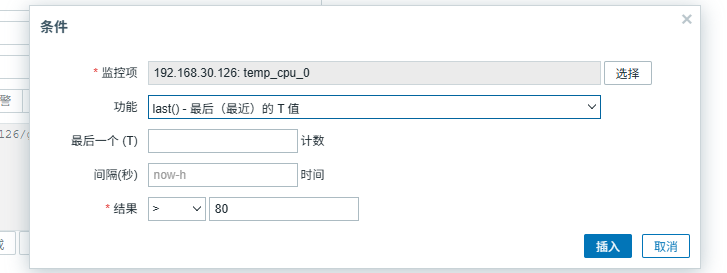 条件
* 监控项 192.168.30.126: temp_cpu_0 选择
功能 last() - 最后（最近）的 T 值
最后一个 (T) 计数
间隔(秒) now-h 时间
* 结果 > 80
插入 取消
警
126/